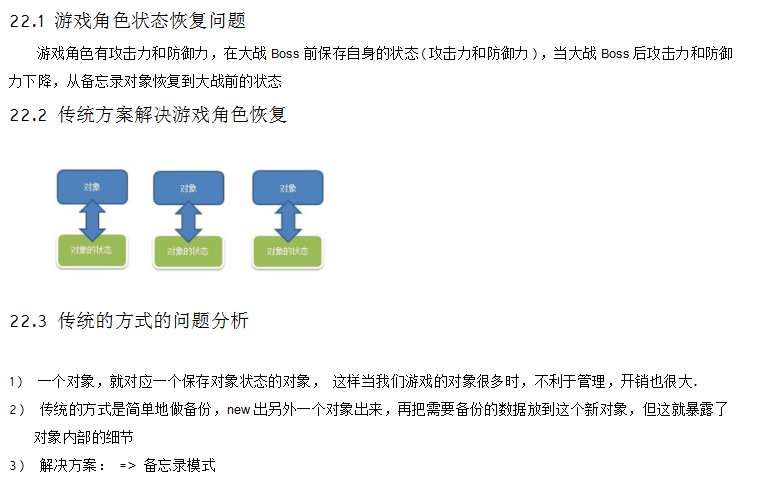 22.1 游戏角色状态恢复问题
游戏角色有攻击力和防御力，在大战 Boss 前保存自身的状态(攻击力和防御力)，当大战 Boss 后攻击力和防御
力下降，从备忘录对象恢复到大战前的状态
22.2 传统方案解决游戏角色恢复
对象 对象 对象
对象的状态 对象的状态 对象的状态
22.3 传统的方式的问题分析
1) 一个对象，就对应一个保存对象状态的对象， 这样当我们游戏的对象很多时，不利于管理，开销也很大.
2) 传统的方式是简单地做备份，new 出另外一个对象出来，再把需要备份的数据放到这个新对象，但这就暴露了
对象内部的细节
3) 解决方案： => 备忘录模式